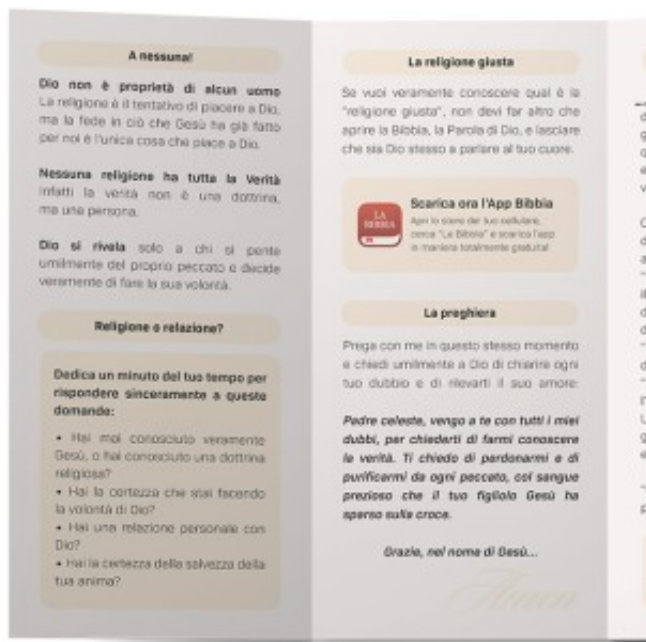 A nessuna!
Dio non è proprietà di alcun uomo
La religione è il tentativo di piacere a Dio,
ma la fede in ciò che Gesù ha già fatto
per noi è l'unica cosa che piace a Dio.
Nessuna religione ha tutta la Verità
Infatti la verità non è una dottrina,
ma una persona.
Dio si rivela solo a chi si pente
umilmente del proprio peccato e decide
veramente di fare la sua volontà.
Religione o relazione?
Dedica un minuto del tuo tempo per
rispondere sinceramente a queste
domande:
• Hai mai conosciuto veramente
Gesù, o hai conosciuto una dottrina
religiosa?
• Hai la certezza che stai facendo
la volontà di Dio?
• Hai una relazione personale con
Dio?
• Hai la certezza della salvezza della
tua anima?
La religione giusta
Se vuoi veramente conoscere qual è la
"religione giusta", non devi far altro che
aprire la Bibbia, la Parola di Dio, e lasciare
che sia Dio stesso a parlare al tuo cuore.
LA
BIBBIA
Scarica ora l'App Bibbia
Apri lo store del tuo cellulare,
cerca "La Bibbia" e scarica l'app
in maniera totalmente gratuita!
La preghiera
Prega con me in questo stesso momento
e chiedi umilmente a Dio di chiarire ogni
tuo dubbio e di rilevarti il suo amore:
Padre celeste, vengo a te con tutti i miei
dubbi, per chiederti di farmi conoscere
la verità. Ti chiedo di perdonarmi e di
purificarmi da ogni peccato, col sangue
prezioso che il tuo figliolo Gesù ha
sparso sulla croce.
Grazie, nel nome di Gesù...
Amen